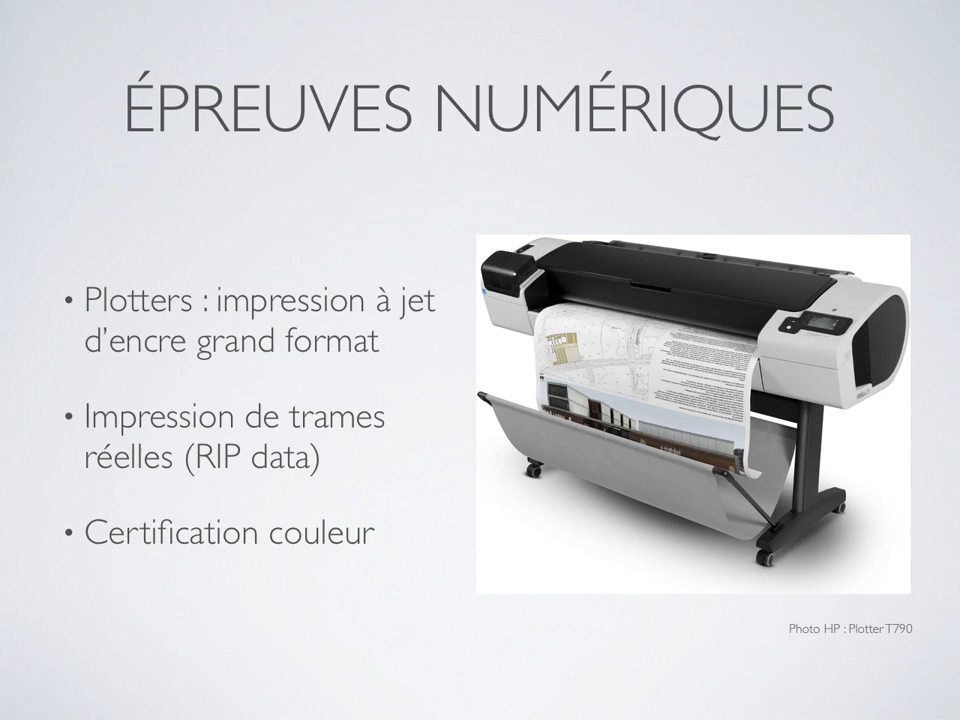 ÉPREUVES NUMÉRIQUES
• Plotters : impression à jet
d’encre grand format
• Impression de trames
réelles (RIP data)
• Certification couleur
Photo HP : Plotter T790